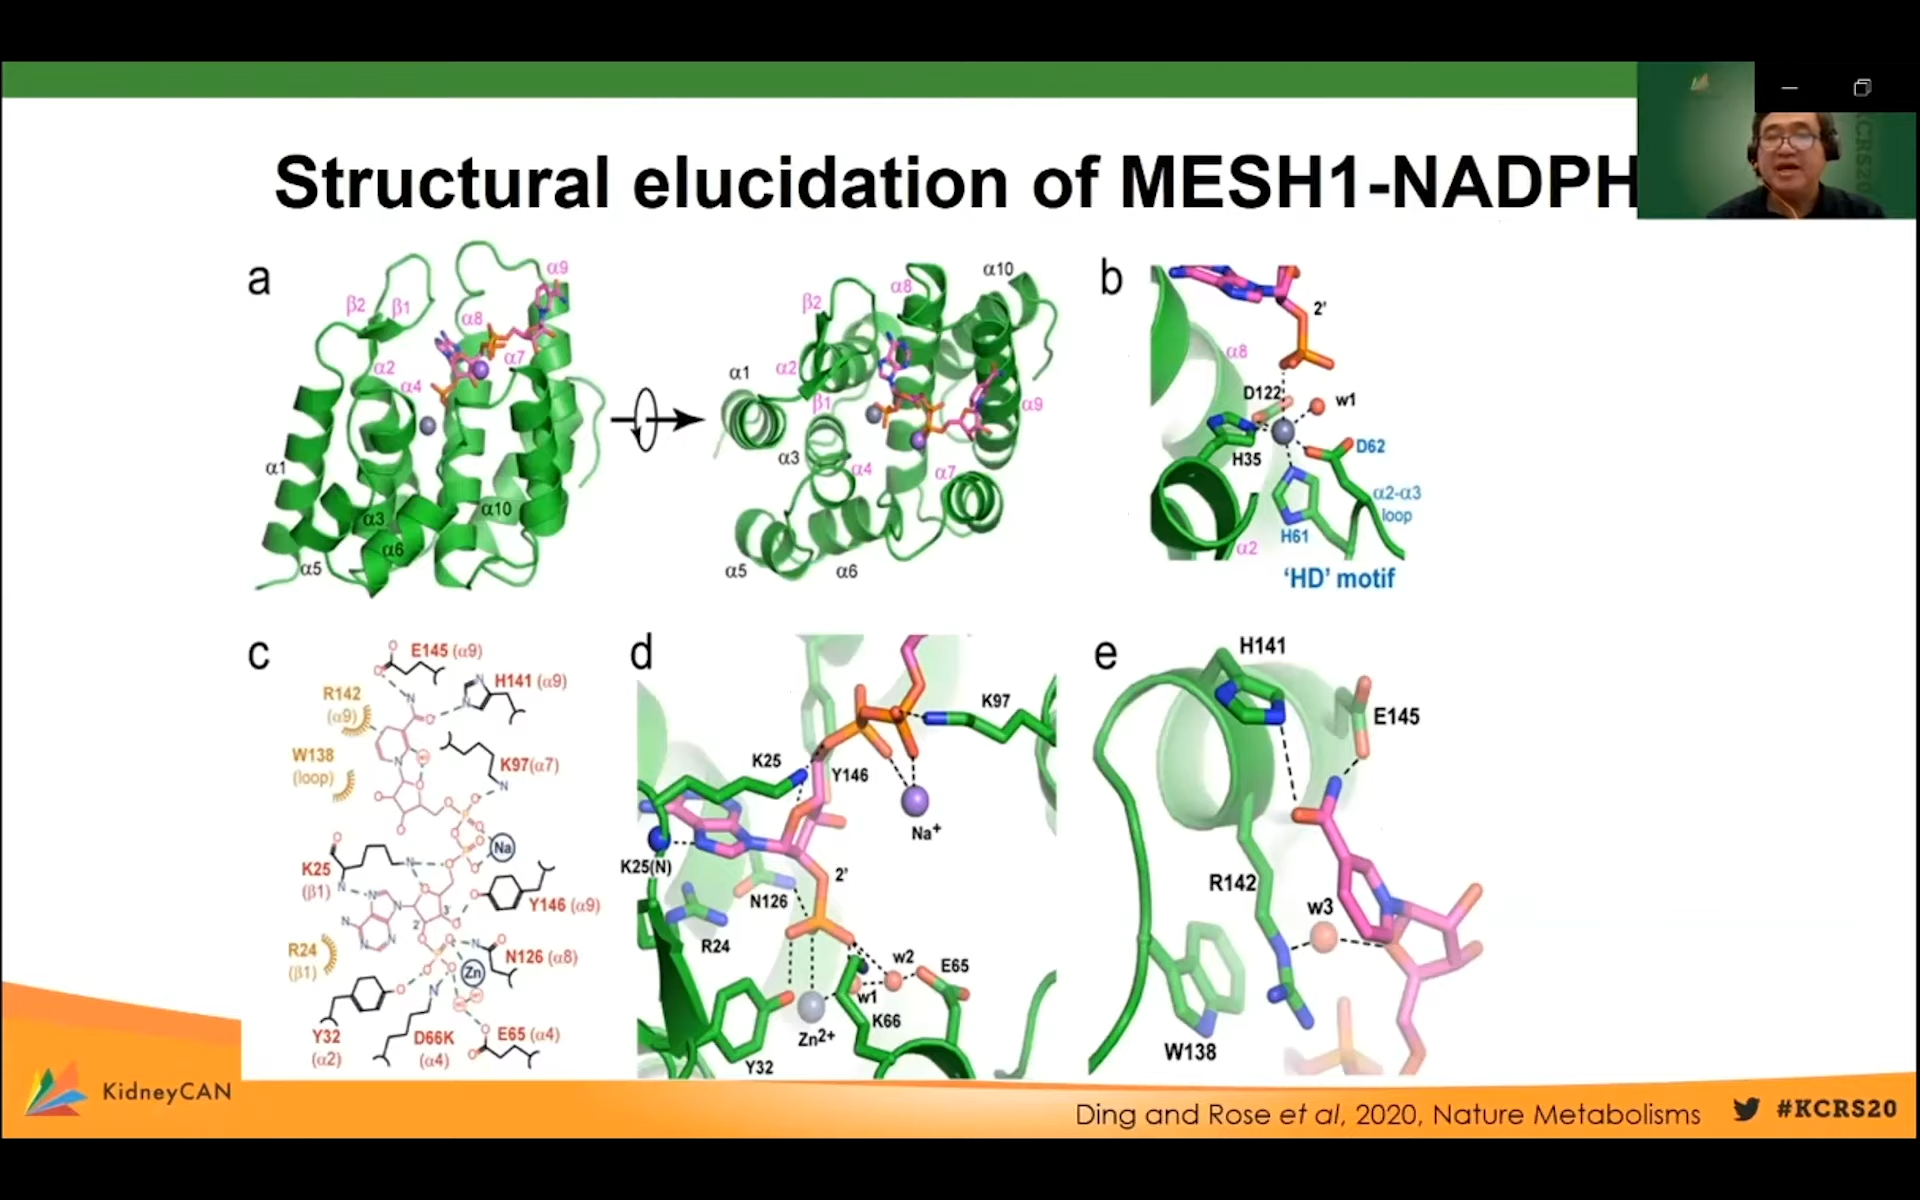 Structural elucidation of MESH1-NADPH
a
α9
β2
β1
α8
α2
α7
α4
α1
α3
α10
α6
α5
α10
α8
β2
α1
α2
β1
α9
α3
α4
α7
α5
α6
b
2'
α8
D122
w1
H35
D62
α2-α3
loop
H61
α2
'HD' motif
c
E145 (α9)
R142
(α9)
H141 (α9)
W138
(loop)
K97(α7)
Na
K25
(β1)
Y146 (α9)
3'
2'
R24
(β1)
N126 (α8)
Zn
Y32
(α2)
D66K
(α4)
E65 (α4)
d
K97
K25
Y146
Na+
K25(N)
2'
N126
R24
w2
E65
w1
K66
Zn2+
Y32
e
H141
E145
R142
w3
W138
KidneyCAN
Ding and Rose et al, 2020, Nature Metabolisms
#KCRS20